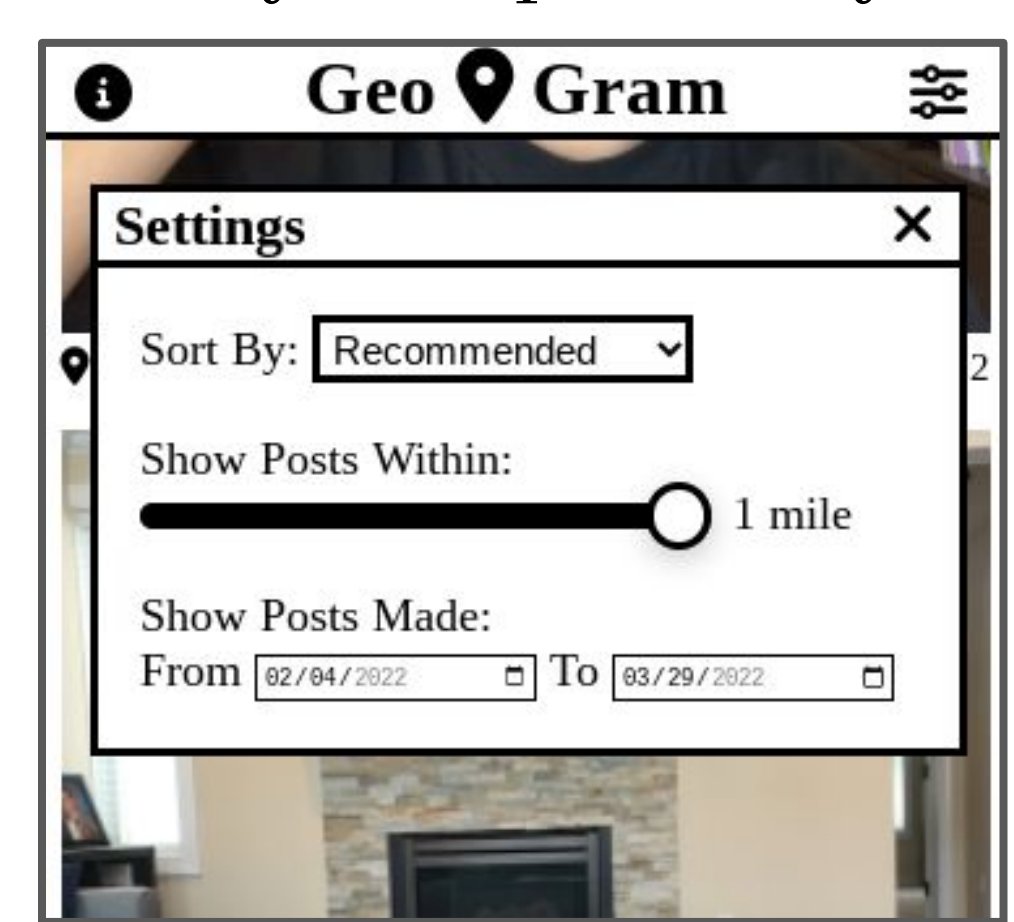 Geo Gram
Settings
Sort By: Recommended
2
Show Posts Within:
1 mile
Show Posts Made:
From 02/04/2022 To 03/29/2022